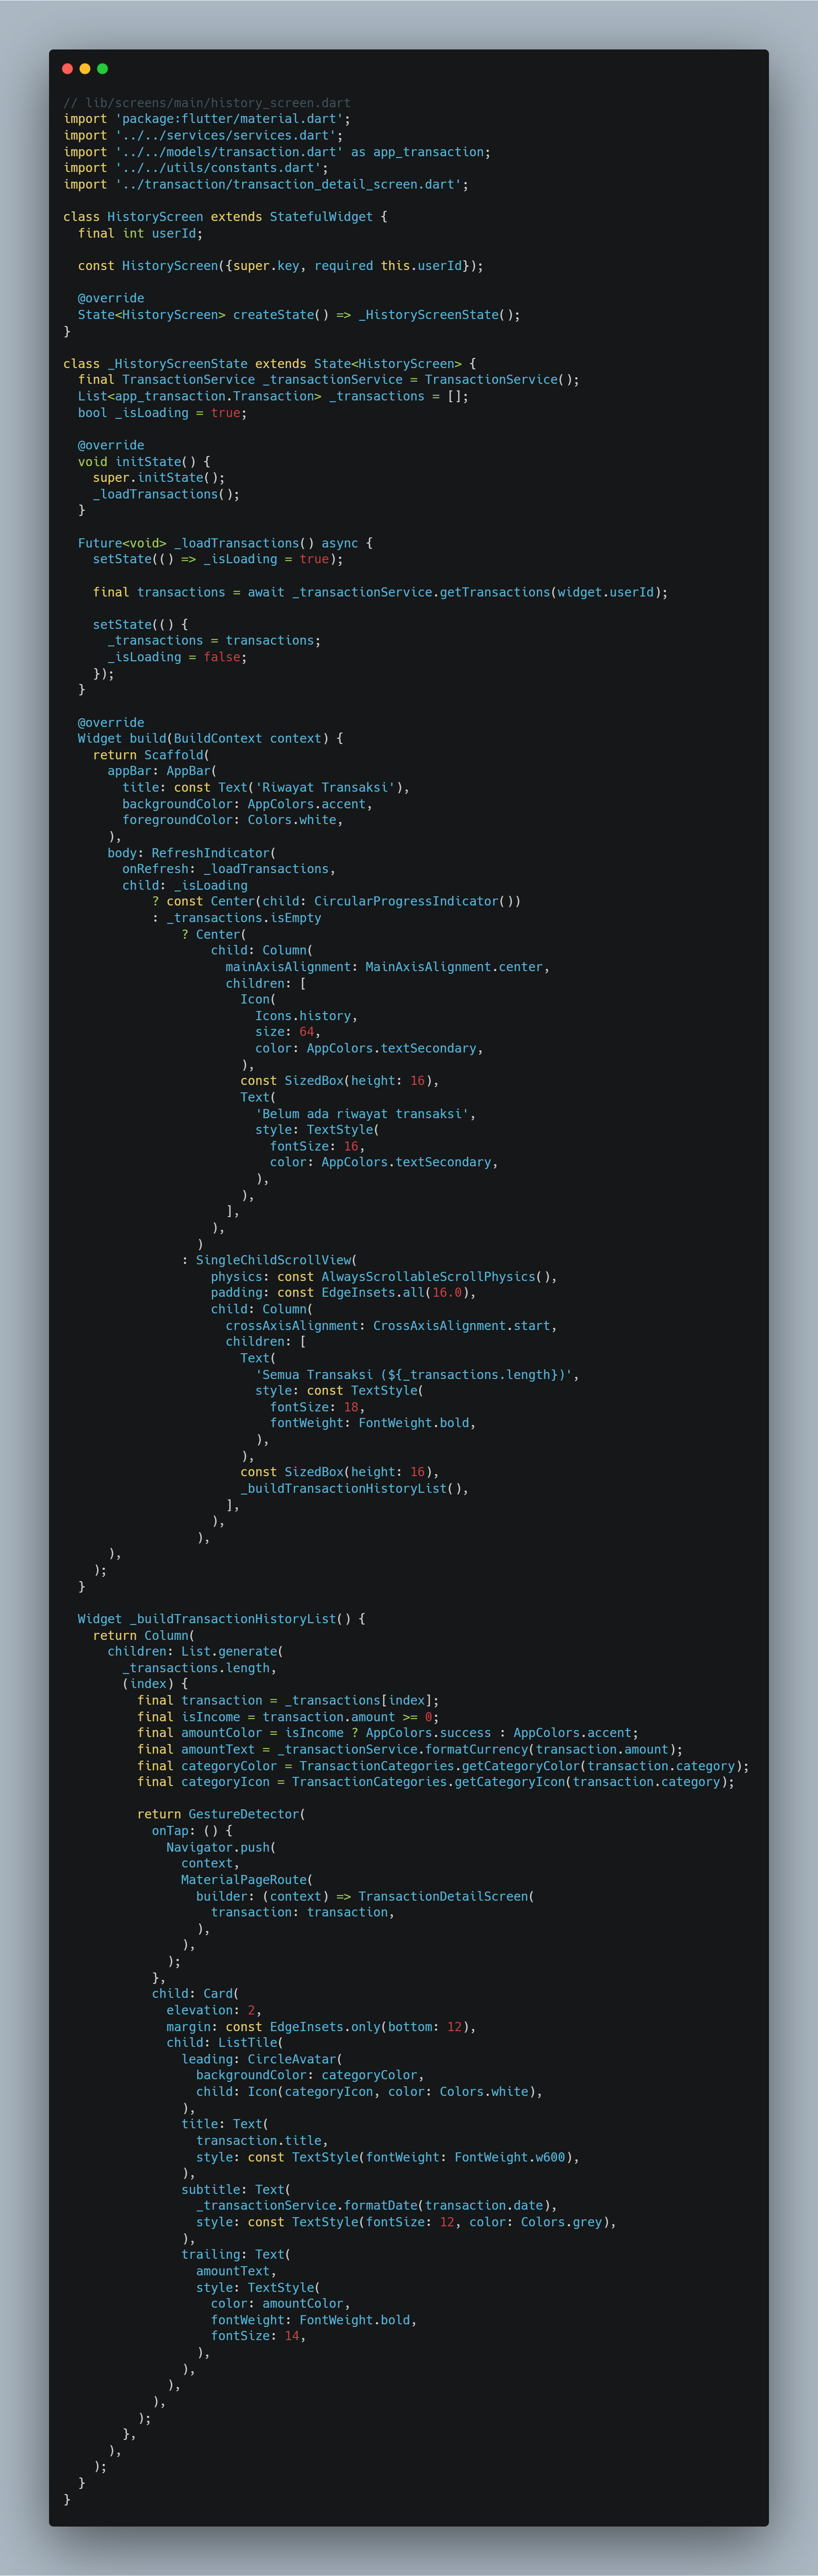 // lib/screens/main/history_screen.dart
import 'package:flutter/material.dart';
import '../../services/services.dart';
import '../../models/transaction.dart' as app_transaction;
import '../../utils/constants.dart';
import '../transaction/transaction_detail_screen.dart';

class HistoryScreen extends StatefulWidget {
  final int userId;

  const HistoryScreen({super.key, required this.userId});

  @override
  State<HistoryScreen> createState() => _HistoryScreenState();
}

class _HistoryScreenState extends State<HistoryScreen> {
  final TransactionService _transactionService = TransactionService();
  List<app_transaction.Transaction> _transactions = [];
  bool _isLoading = true;

  @override
  void initState() {
    super.initState();
    _loadTransactions();
  }

  Future<void> _loadTransactions() async {
    setState(() => _isLoading = true);

    final transactions = await _transactionService.getTransactions(widget.userId);

    setState(() {
      _transactions = transactions;
      _isLoading = false;
    });
  }

  @override
  Widget build(BuildContext context) {
    return Scaffold(
      appBar: AppBar(
        title: const Text('Riwayat Transaksi'),
        backgroundColor: AppColors.accent,
        foregroundColor: Colors.white,
      ),
      body: RefreshIndicator(
        onRefresh: _loadTransactions,
        child: _isLoading
            ? const Center(child: CircularProgressIndicator())
            : _transactions.isEmpty
                ? Center(
                    child: Column(
                      mainAxisAlignment: MainAxisAlignment.center,
                      children: [
                        Icon(
                          Icons.history,
                          size: 64,
                          color: AppColors.textSecondary,
                        ),
                        const SizedBox(height: 16),
                        Text(
                          'Belum ada riwayat transaksi',
                          style: TextStyle(
                            fontSize: 16,
                            color: AppColors.textSecondary,
                          ),
                        ),
                      ],
                    ),
                  )
                : SingleChildScrollView(
                    physics: const AlwaysScrollableScrollPhysics(),
                    padding: const EdgeInsets.all(16.0),
                    child: Column(
                      crossAxisAlignment: CrossAxisAlignment.start,
                      children: [
                        Text(
                          'Semua Transaksi (${_transactions.length})',
                          style: const TextStyle(
                            fontSize: 18,
                            fontWeight: FontWeight.bold,
                          ),
                        ),
                        const SizedBox(height: 16),
                        _buildTransactionHistoryList(),
                      ],
                    ),
                  ),
      ),
    );
  }

  Widget _buildTransactionHistoryList() {
    return Column(
      children: List.generate(
        _transactions.length,
        (index) {
          final transaction = _transactions[index];
          final isIncome = transaction.amount >= 0;
          final amountColor = isIncome ? AppColors.success : AppColors.accent;
          final amountText = _transactionService.formatCurrency(transaction.amount);
          final categoryColor = TransactionCategories.getCategoryColor(transaction.category);
          final categoryIcon = TransactionCategories.getCategoryIcon(transaction.category);

          return GestureDetector(
            onTap: () {
              Navigator.push(
                context,
                MaterialPageRoute(
                  builder: (context) => TransactionDetailScreen(
                    transaction: transaction,
                  ),
                ),
              );
            },
            child: Card(
              elevation: 2,
              margin: const EdgeInsets.only(bottom: 12),
              child: ListTile(
                leading: CircleAvatar(
                  backgroundColor: categoryColor,
                  child: Icon(categoryIcon, color: Colors.white),
                ),
                title: Text(
                  transaction.title,
                  style: const TextStyle(fontWeight: FontWeight.w600),
                ),
                subtitle: Text(
                  _transactionService.formatDate(transaction.date),
                  style: const TextStyle(fontSize: 12, color: Colors.grey),
                ),
                trailing: Text(
                  amountText,
                  style: TextStyle(
                    color: amountColor,
                    fontWeight: FontWeight.bold,
                    fontSize: 14,
                  ),
                ),
              ),
            ),
          );
        },
      ),
    );
  }
}